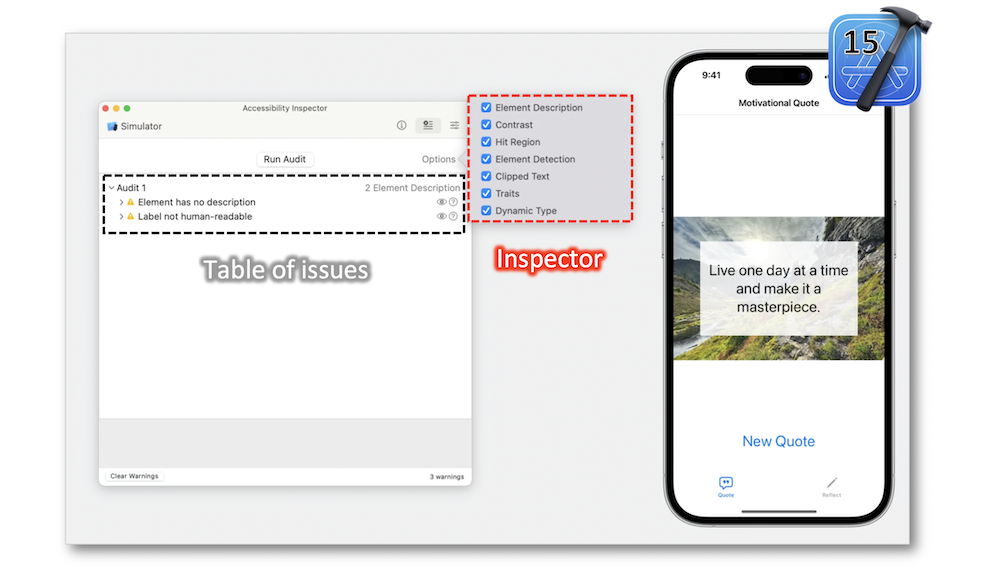 15
9:41
Motivational Quote
Accessibility Inspector
Simulator
Run Audit
Options
Audit 1
2 Element Description
Element has no description
Label not human-readable
Table of issues
Clear Warnings
3 warnings
Element Description
Contrast
Hit Region
Element Detection
Clipped Text
Traits
Dynamic Type
Inspector
Live one day at a time
and make it a
masterpiece.
New Quote
Quote
Reflect